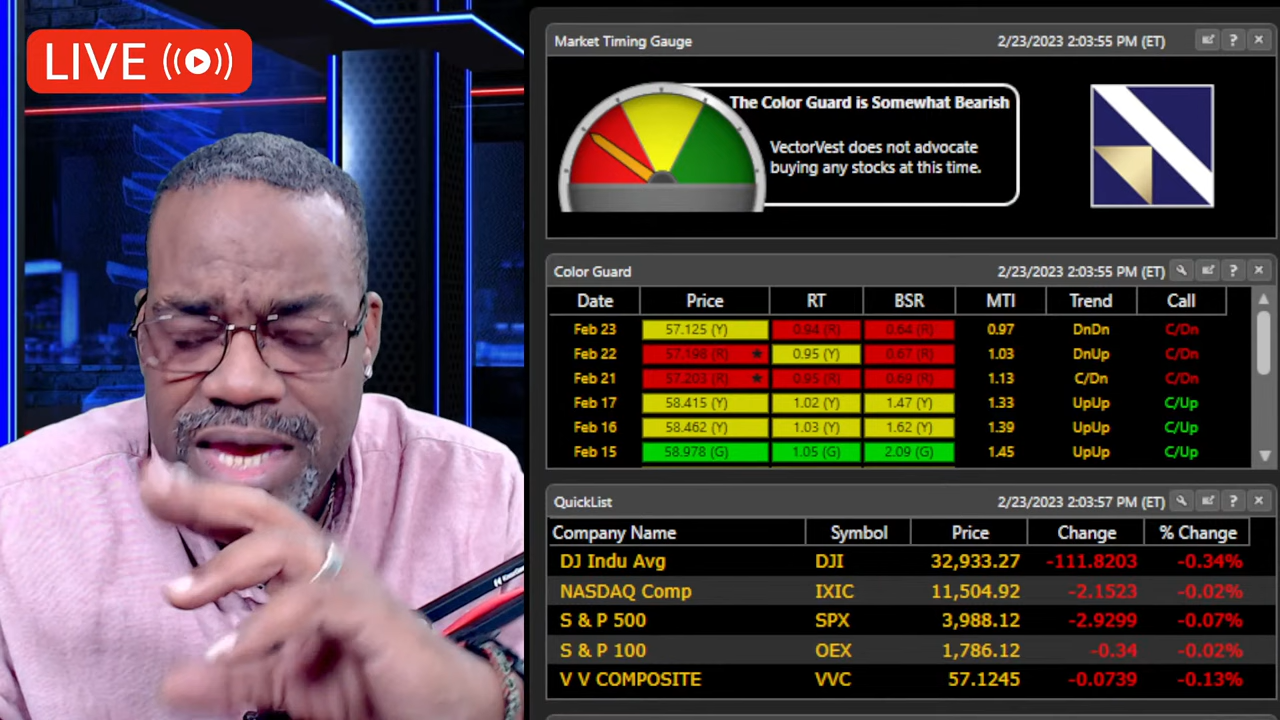 LIVE
Market Timing Gauge 2/23/2023 2:03:55 PM (ET) ?
The Color Guard is Somewhat Bearish
VectorVest does not advocate
buying any stocks at this time.
Color Guard 2/23/2023 2:03:55 PM (ET) ?
Date Price RT BSR MTI Trend Call
Feb 23 57.125 (Y) 0.94 (R) 0.64 (R) 0.97 DnDn C/Dn
Feb 22 57.198 (R) ★ 0.95 (Y) 0.67 (R) 1.03 DnUp C/Dn
Feb 21 57.203 (R) ★ 0.95 (R) 0.69 (R) 1.13 C/Dn C/Dn
Feb 17 58.415 (Y) 1.02 (Y) 1.47 (Y) 1.33 UpUp C/Up
Feb 16 58.462 (Y) 1.03 (Y) 1.62 (Y) 1.39 UpUp C/Up
Feb 15 58.978 (G) 1.05 (G) 2.09 (G) 1.45 UpUp C/Up
QuickList 2/23/2023 2:03:57 PM (ET) ?
Company Name Symbol Price Change % Change
DJ Indu Avg DJI 32,933.27 -111.8203 -0.34%
NASDAQ Comp IXIC 11,504.92 -2.1523 -0.02%
S & P 500 SPX 3,988.12 -2.9299 -0.07%
S & P 100 OEX 1,786.12 -0.34 -0.02%
V V COMPOSITE VVC 57.1245 -0.0739 -0.13%